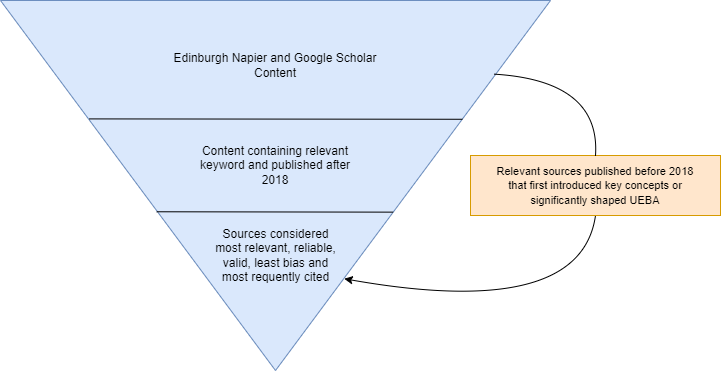 Edinburgh Napier and Google Scholar
Content
Content containing relevant
keyword and published after
2018
Relevant sources published before 2018
that first introduced key concepts or
significantly shaped UEBA
Sources considered
most relevant, reliable,
valid, least bias and
most requently cited